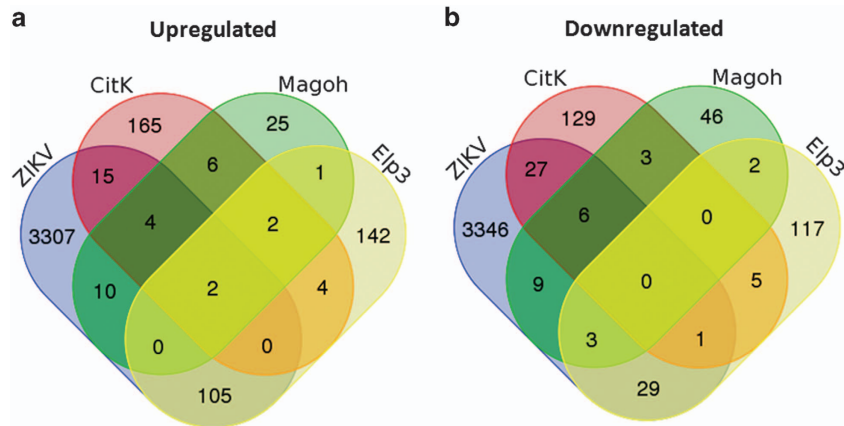 a
Upregulated
CitK
Magoh
ZIKV
Elp3
165
25
15
6
1
3307
4
2
142
10
2
4
0
0
105
b
Downregulated
CitK
Magoh
ZIKV
Elp3
129
46
27
3
2
3346
6
0
117
9
0
5
3
1
29